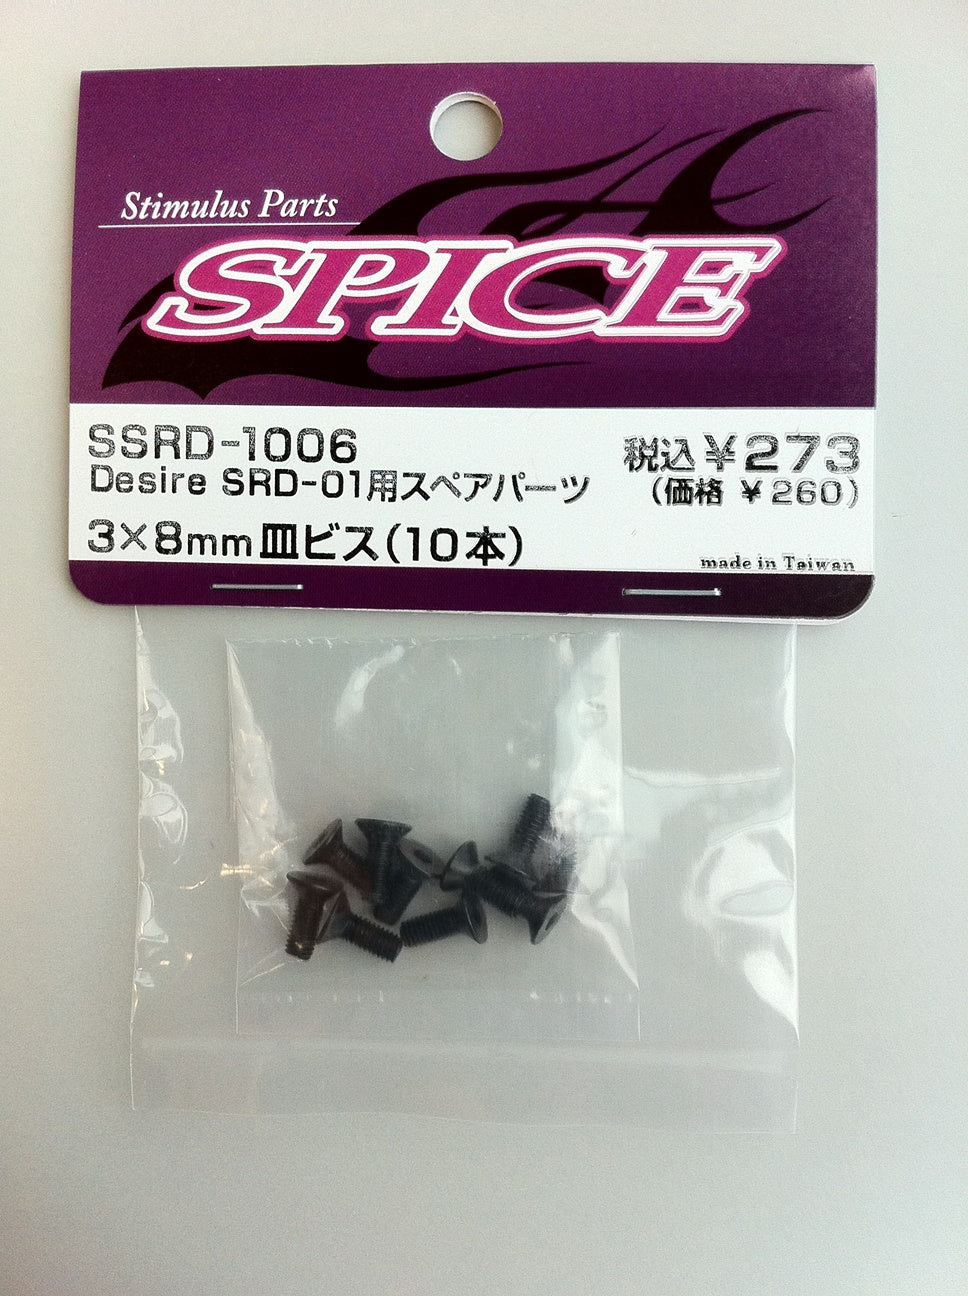 Stimulus Parts
SPICE
SSRD-1006
税込¥273
Desire SRD-01用スペアパーツ
(価格 ¥260)
3×8mm皿ビス(10本)
made in Taiwan